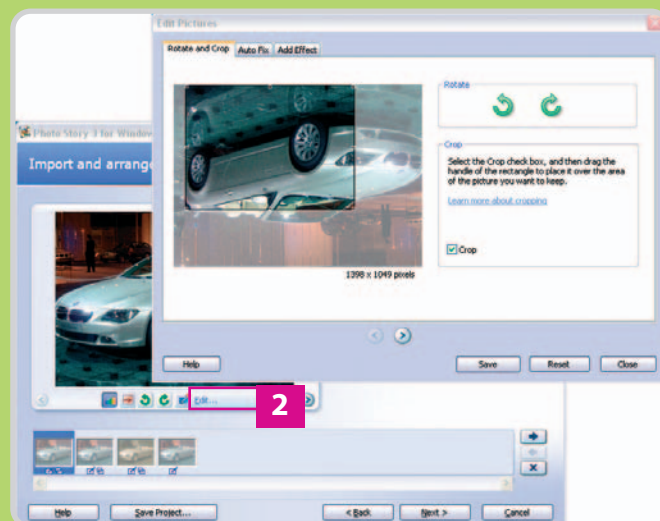 Edit Pictures
Rotate and Crop
Auto Fix
Add Effect
Rotate
Crop
Select the Crop check box, and then drag the
handle of the rectangle to place it over the area
of the picture you want to keep.
Learn more about cropping
Crop
1398 x 1049 pixels
Help
Save
Reset
Close
Photo Story 3 for Window
Import and arrange
Edit...
2
Help
Save Project...
< Back
Next >
Cancel